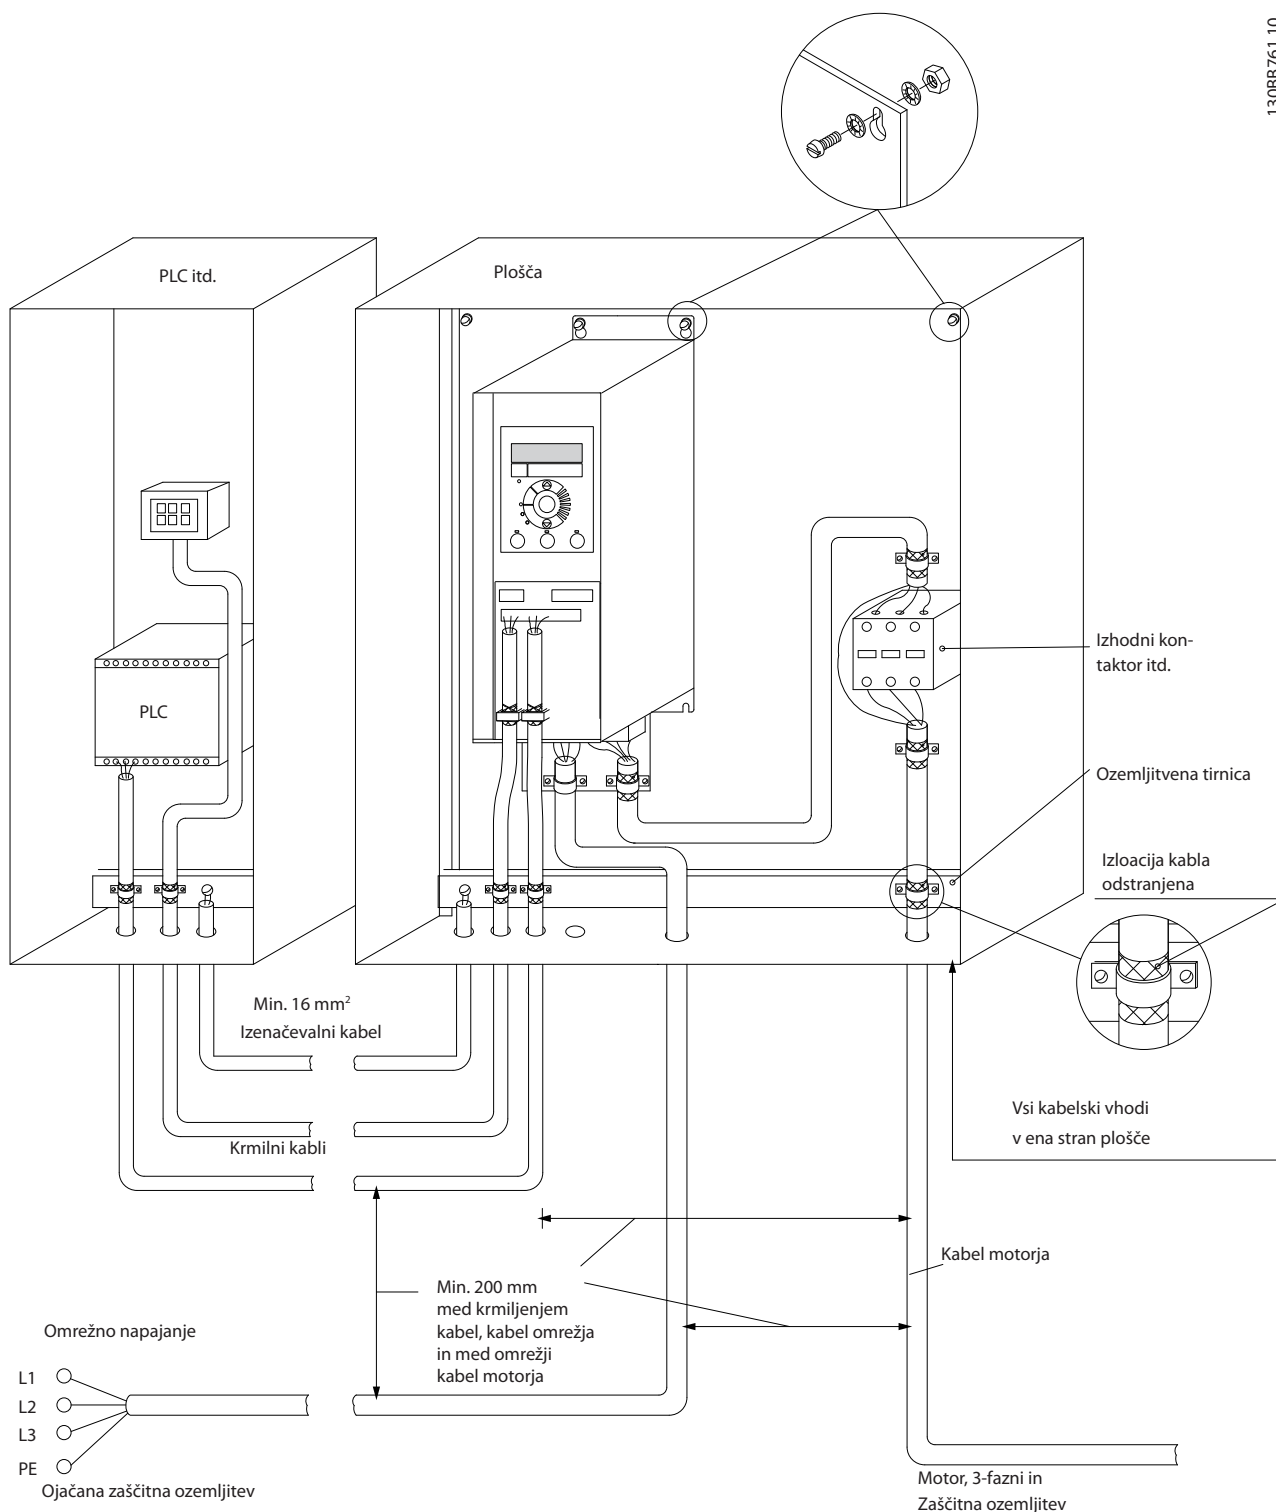 130BB761.10
PLC itd.
Plošča
PLC
Izhodni kon-
taktor itd.
Ozemljitvena tirnica
Izloacija kabla
odstranjena
Min. 16 mm²
Izenačevalni kabel
Vsi kabelski vhodi
v ena stran plošče
Krmilni kabli
Kabel motorja
Min. 200 mm
med krmiljenjem
kabel, kabel omrežja
in med omrežji
kabel motorja
Omrežno napajanje
L1
L2
L3
PE
Ojačana zaščitna ozemljitev
Motor, 3-fazni in
Zaščitna ozemljitev